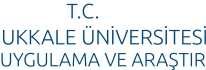 T.C.
UKKALE ÜNİVERSİTESİ
UYGULAMA VE ARAŞTIR